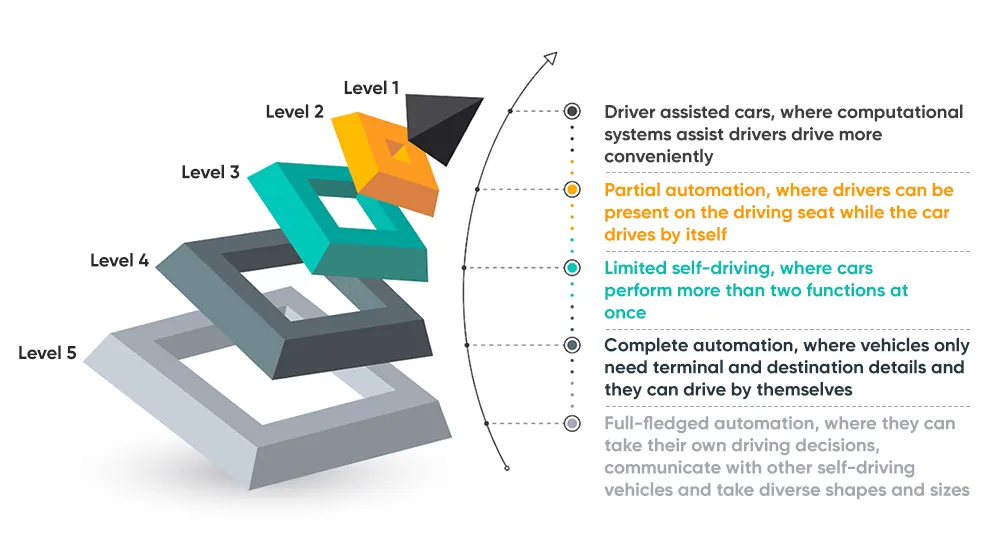 Level 1
Level 2
Level 3
Level 4
Level 5
Driver assisted cars, where computational
systems assist drivers drive more
conveniently
Partial automation, where drivers can be
present on the driving seat while the car
drives by itself
Limited self-driving, where cars
perform more than two functions at
once
Complete automation, where vehicles only
need terminal and destination details and
they can drive by themselves
Full-fledged automation, where they can
take their own driving decisions,
communicate with other self-driving
vehicles and take diverse shapes and sizes